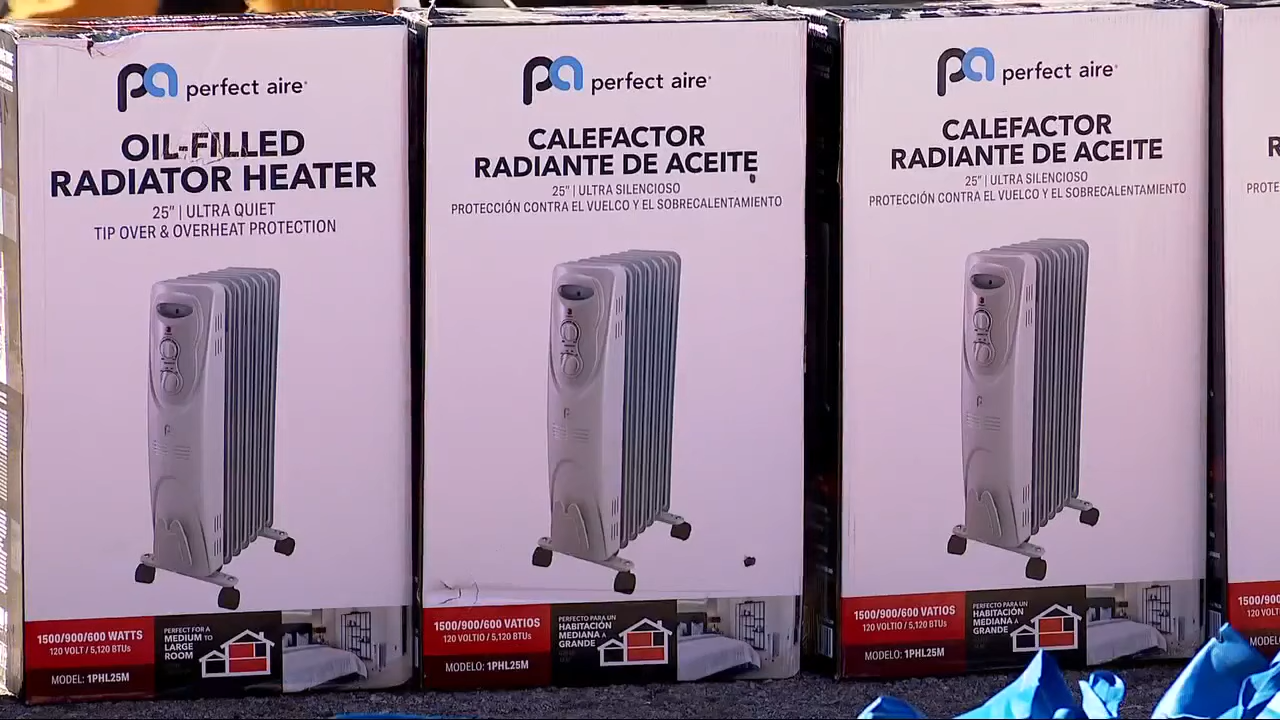 pa perfect aire
OIL-FILLED
RADIATOR HEATER
25" | ULTRA QUIET
TIP OVER & OVERHEAT PROTECTION
1500/900/600 WATTS
120 VOLT / 5,120 BTUs
MODEL: 1PHL25M
PERFECT FOR A
MEDIUM TO
LARGE
ROOM
pa perfect aire
CALEFACTOR
RADIANTE DE ACEITE
25" | ULTRA SILENCIOSO
PROTECCIÓN CONTRA EL VUELCO Y EL SOBRECALENTAMIENTO
1500/900/600 VATIOS
120 VOLTIO / 5,120 BTUs
MODELO: 1PHL25M
PERFECTO PARA UN
HABITACIÓN
MEDIANA A
GRANDE
pa perfect aire
CALEFACTOR
RADIANTE DE ACEITE
25" | ULTRA SILENCIOSO
PROTECCIÓN CONTRA EL VUELCO Y EL SOBRECALENTAMIENTO
1500/900/600 VATIOS
120 VOLTIO / 5,120 BTUs
MODELO: 1PHL25M
PERFECTO PARA UN
HABITACIÓN
MEDIANA A
GRANDE